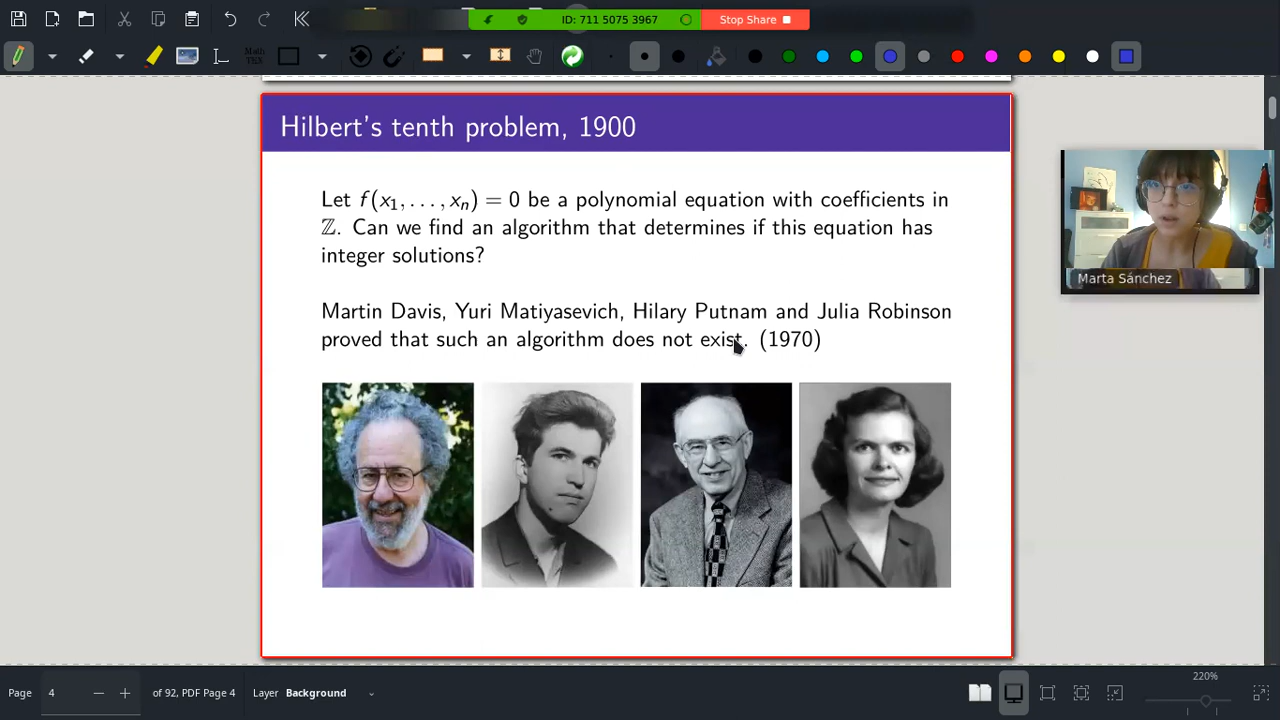 ID: 711 5075 3967
Stop Share
Math
TEX
Hilbert's tenth problem, 1900
Let f(x₁, . . . , xₙ) = 0 be a polynomial equation with coefficients in
ℤ. Can we find an algorithm that determines if this equation has
integer solutions?
Martin Davis, Yuri Matiyasevich, Hilary Putnam and Julia Robinson
proved that such an algorithm does not exist. (1970)
Marta Sánchez
Page 4 of 92, PDF Page 4 Layer Background
220%